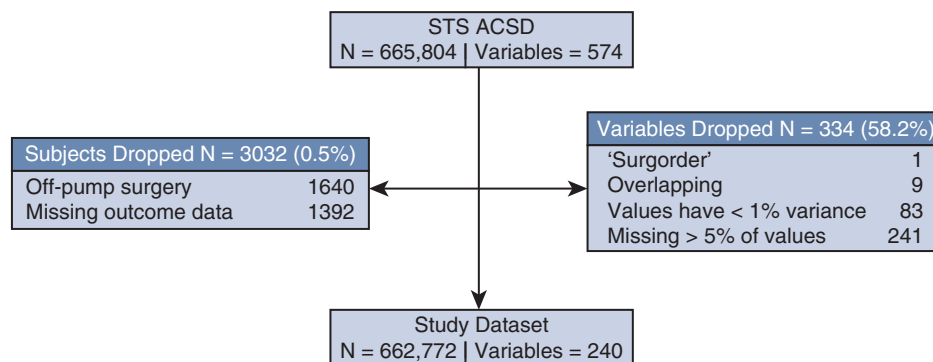 STS ACSD
N = 665,804 | Variables = 574
Subjects Dropped N = 3032 (0.5%)
Off-pump surgery 1640
Missing outcome data 1392
Variables Dropped N = 334 (58.2%)
‘Surgorder’ 1
Overlapping 9
Values have < 1% variance 83
Missing > 5% of values 241
Study Dataset
N = 662,772 | Variables = 240